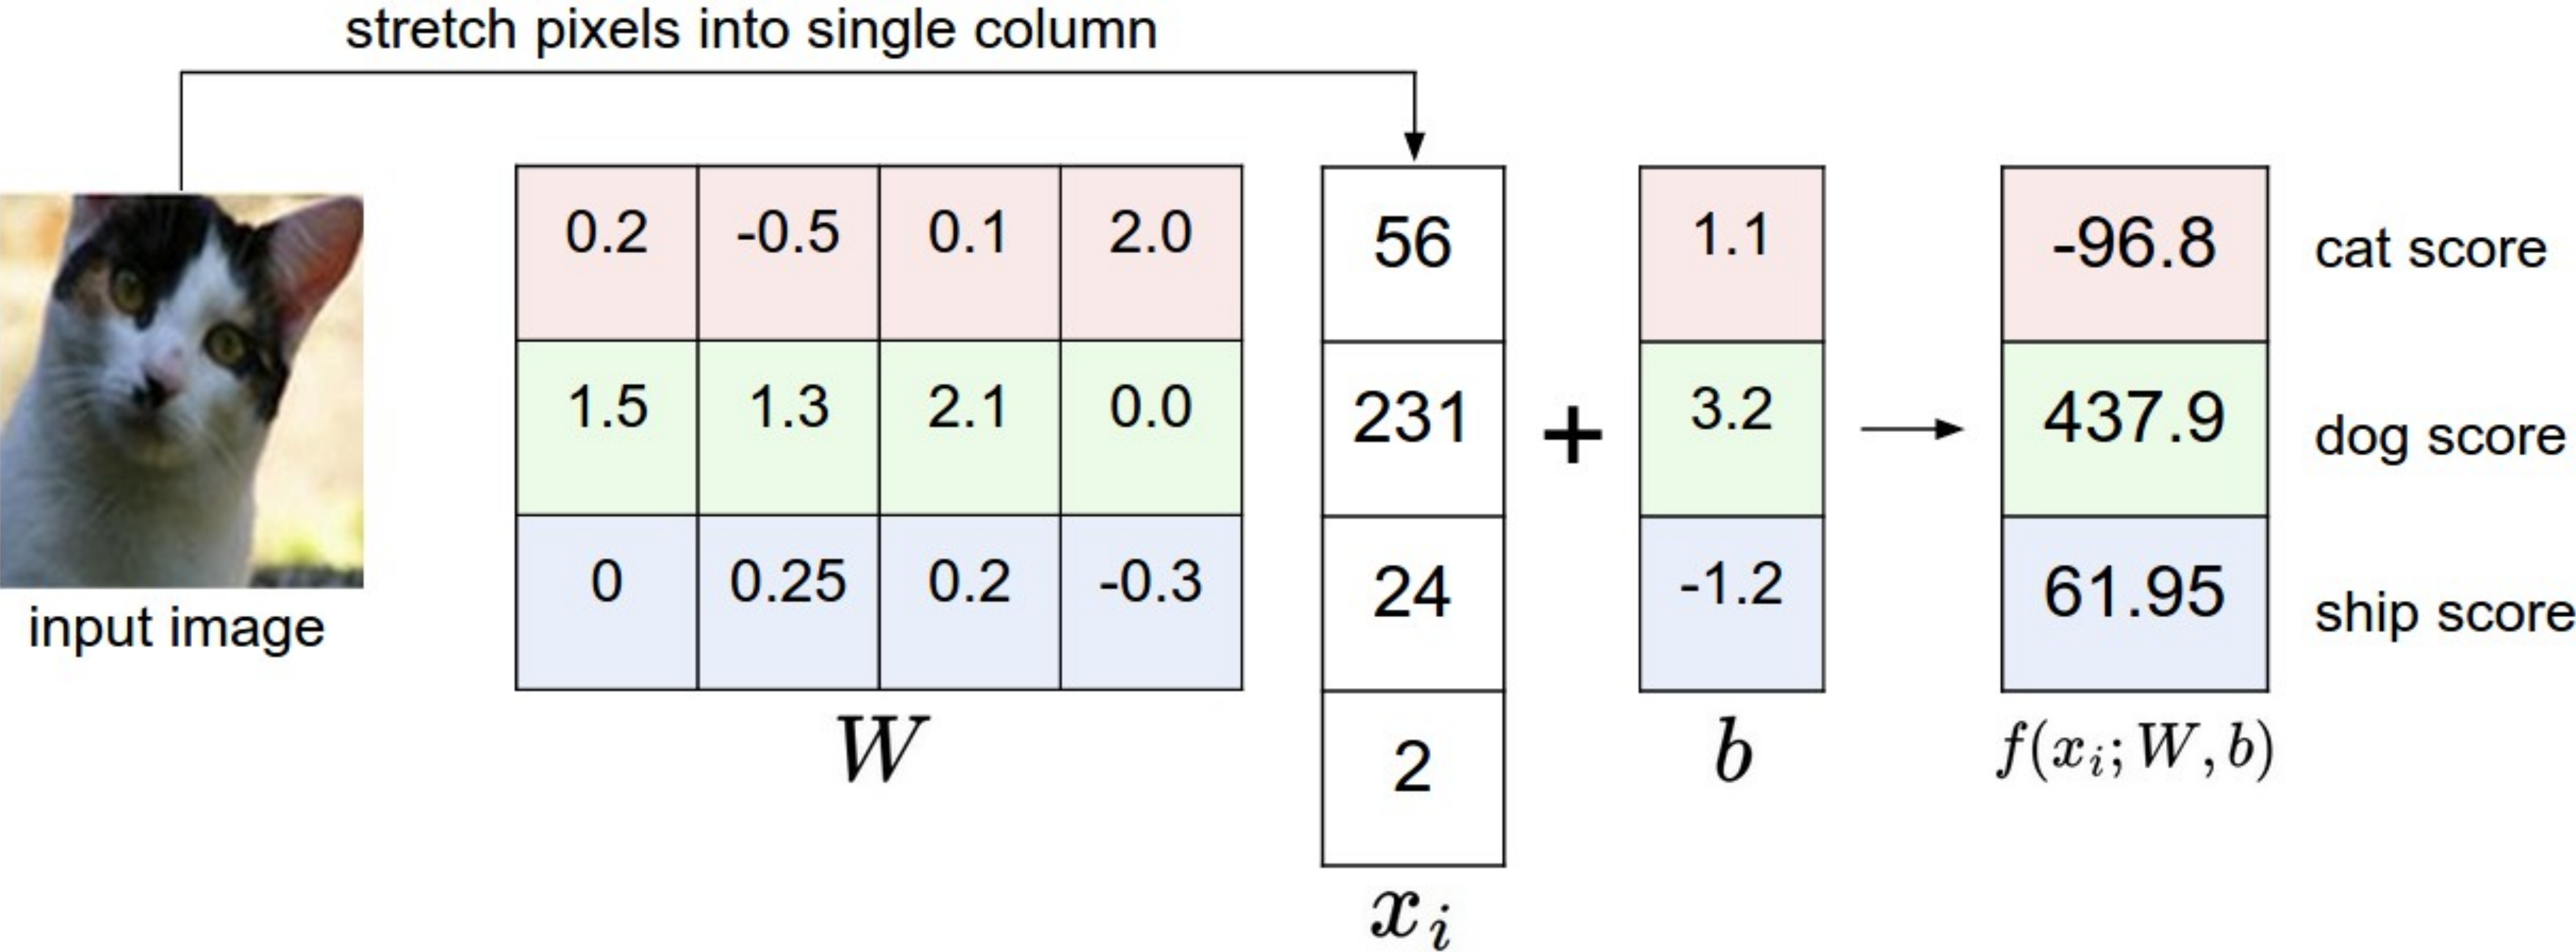 stretch pixels into single column
0.2 -0.5 0.1 2.0
1.5 1.3 2.1 0.0
0 0.25 0.2 -0.3
W
56
231
24
2
x_i
+
1.1
3.2
-1.2
b
-96.8 cat score
437.9 dog score
61.95 ship score
f(x_i; W, b)
input image